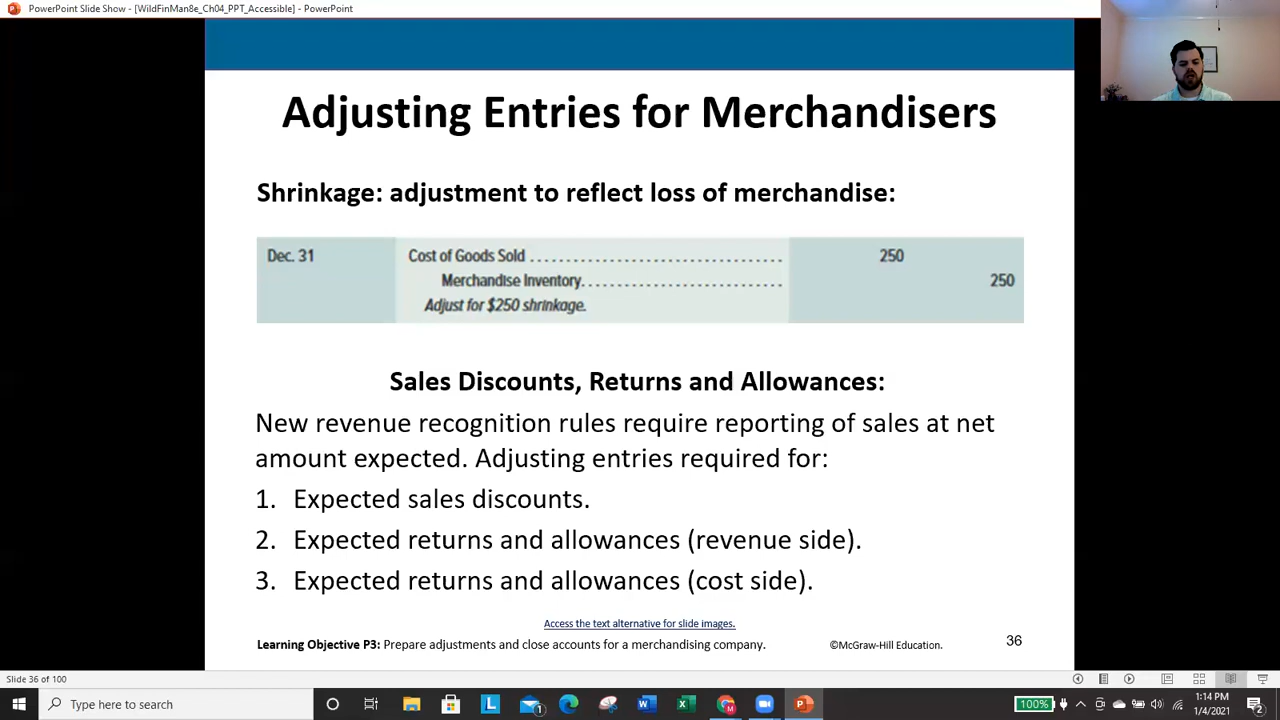 PowerPoint Slide Show - [WildFinMan8e_Ch04_PPT_Accessible] - PowerPoint
Adjusting Entries for Merchandisers
Shrinkage: adjustment to reflect loss of merchandise:
Dec. 31 Cost of Goods Sold ................................ 250
Merchandise Inventory............................ 250
Adjust for $250 shrinkage.
Sales Discounts, Returns and Allowances:
New revenue recognition rules require reporting of sales at net
amount expected. Adjusting entries required for:
1. Expected sales discounts.
2. Expected returns and allowances (revenue side).
3. Expected returns and allowances (cost side).
Access the text alternative for slide images.
Learning Objective P3: Prepare adjustments and close accounts for a merchandising company. ©McGraw-Hill Education. 36
Slide 36 of 100
Type here to search
100%
1:14 PM
1/4/2021